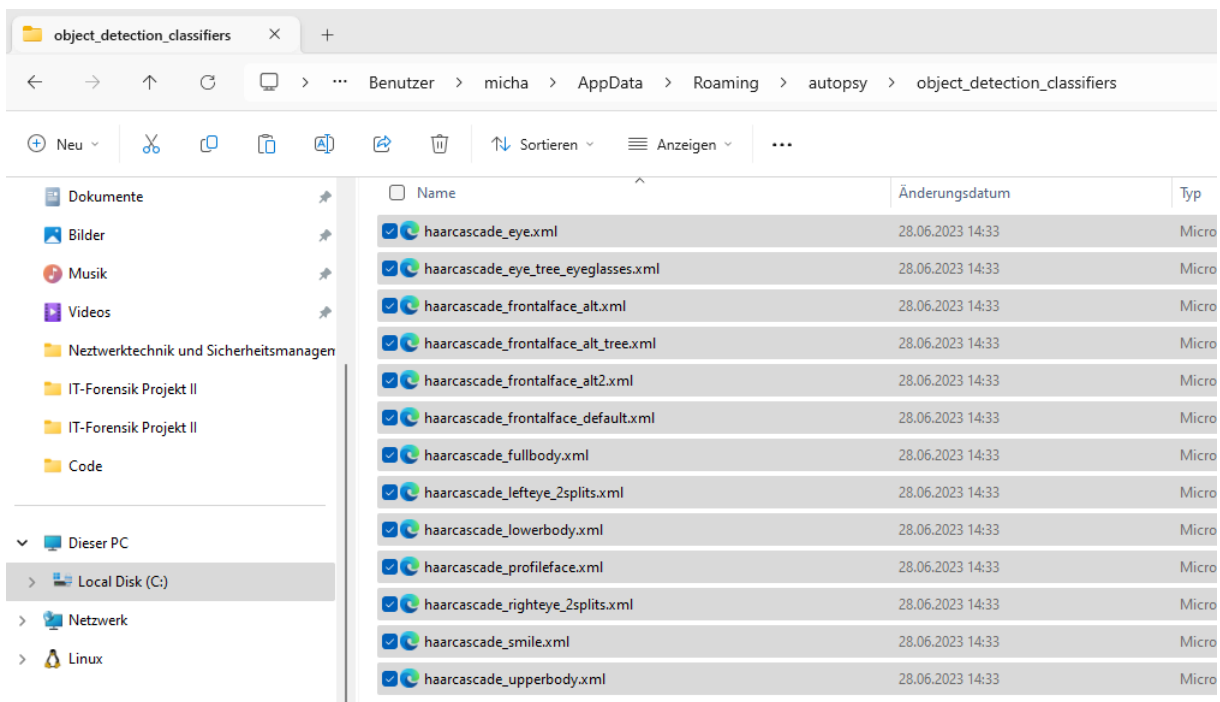 object_detection_classifiers
Benutzer > micha > AppData > Roaming > autopsy > object_detection_classifiers
Neu Sortieren Anzeigen
Name Änderungsdatum Typ
Dokumente
Bilder
Musik
Videos
Neztwerktechnik und Sicherheitsmanagem
IT-Forensik Projekt II
IT-Forensik Projekt II
Code
Dieser PC
Local Disk (C:)
Netzwerk
Linux
haarcascade_eye.xml 28.06.2023 14:33 Micro
haarcascade_eye_tree_eyeglasses.xml 28.06.2023 14:33 Micro
haarcascade_frontalface_alt.xml 28.06.2023 14:33 Micro
haarcascade_frontalface_alt_tree.xml 28.06.2023 14:33 Micro
haarcascade_frontalface_alt2.xml 28.06.2023 14:33 Micro
haarcascade_frontalface_default.xml 28.06.2023 14:33 Micro
haarcascade_fullbody.xml 28.06.2023 14:33 Micro
haarcascade_lefteye_2splits.xml 28.06.2023 14:33 Micro
haarcascade_lowerbody.xml 28.06.2023 14:33 Micro
haarcascade_profileface.xml 28.06.2023 14:33 Micro
haarcascade_righteye_2splits.xml 28.06.2023 14:33 Micro
haarcascade_smile.xml 28.06.2023 14:33 Micro
haarcascade_upperbody.xml 28.06.2023 14:33 Micro